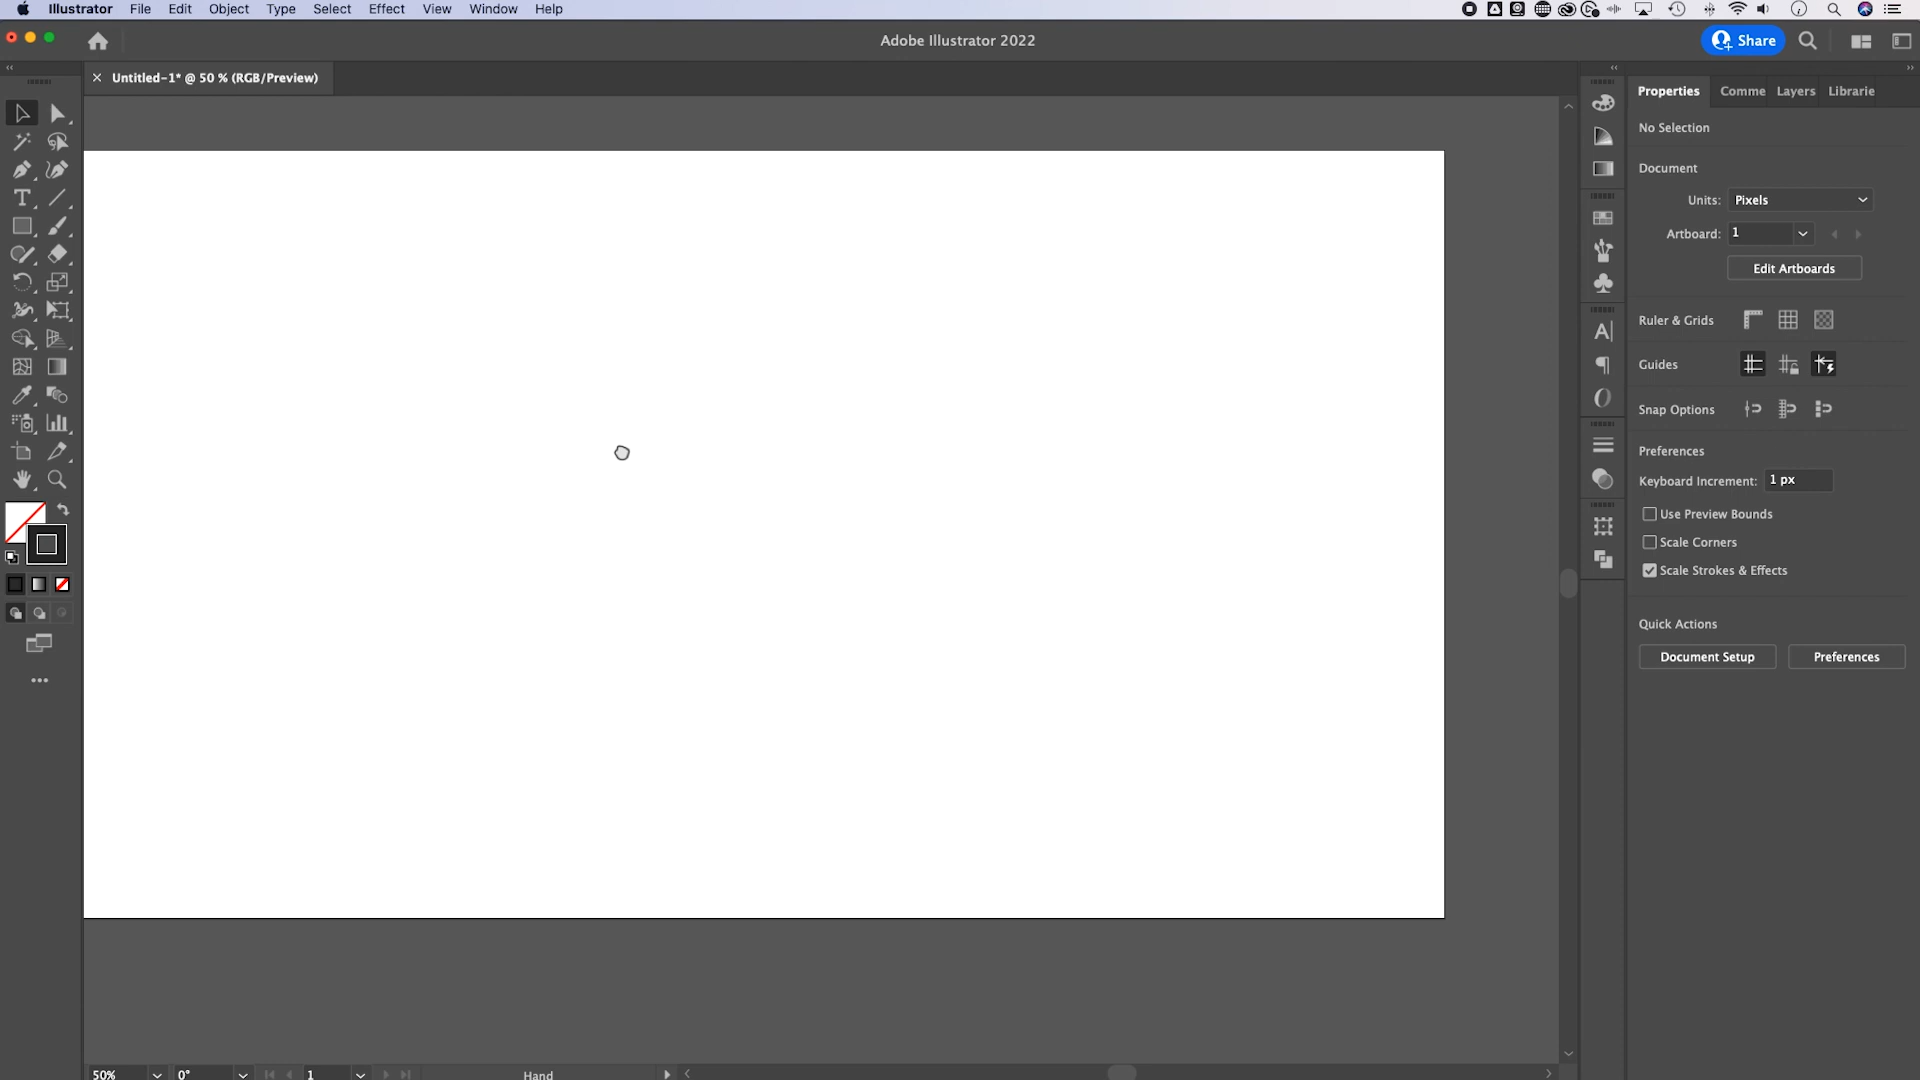 Illustrator File Edit Object Type Select Effect View Window Help
Adobe Illustrator 2022
Share
Untitled-1* @ 50 % (RGB/Preview)
Properties Comme Layers Librarie
No Selection
Document
Units: Pixels
Artboard: 1
Edit Artboards
Ruler & Grids
Guides
Snap Options
Preferences
Keyboard Increment: 1 px
Use Preview Bounds
Scale Corners
Scale Strokes & Effects
Quick Actions
Document Setup Preferences
50% 0° 1 Hand